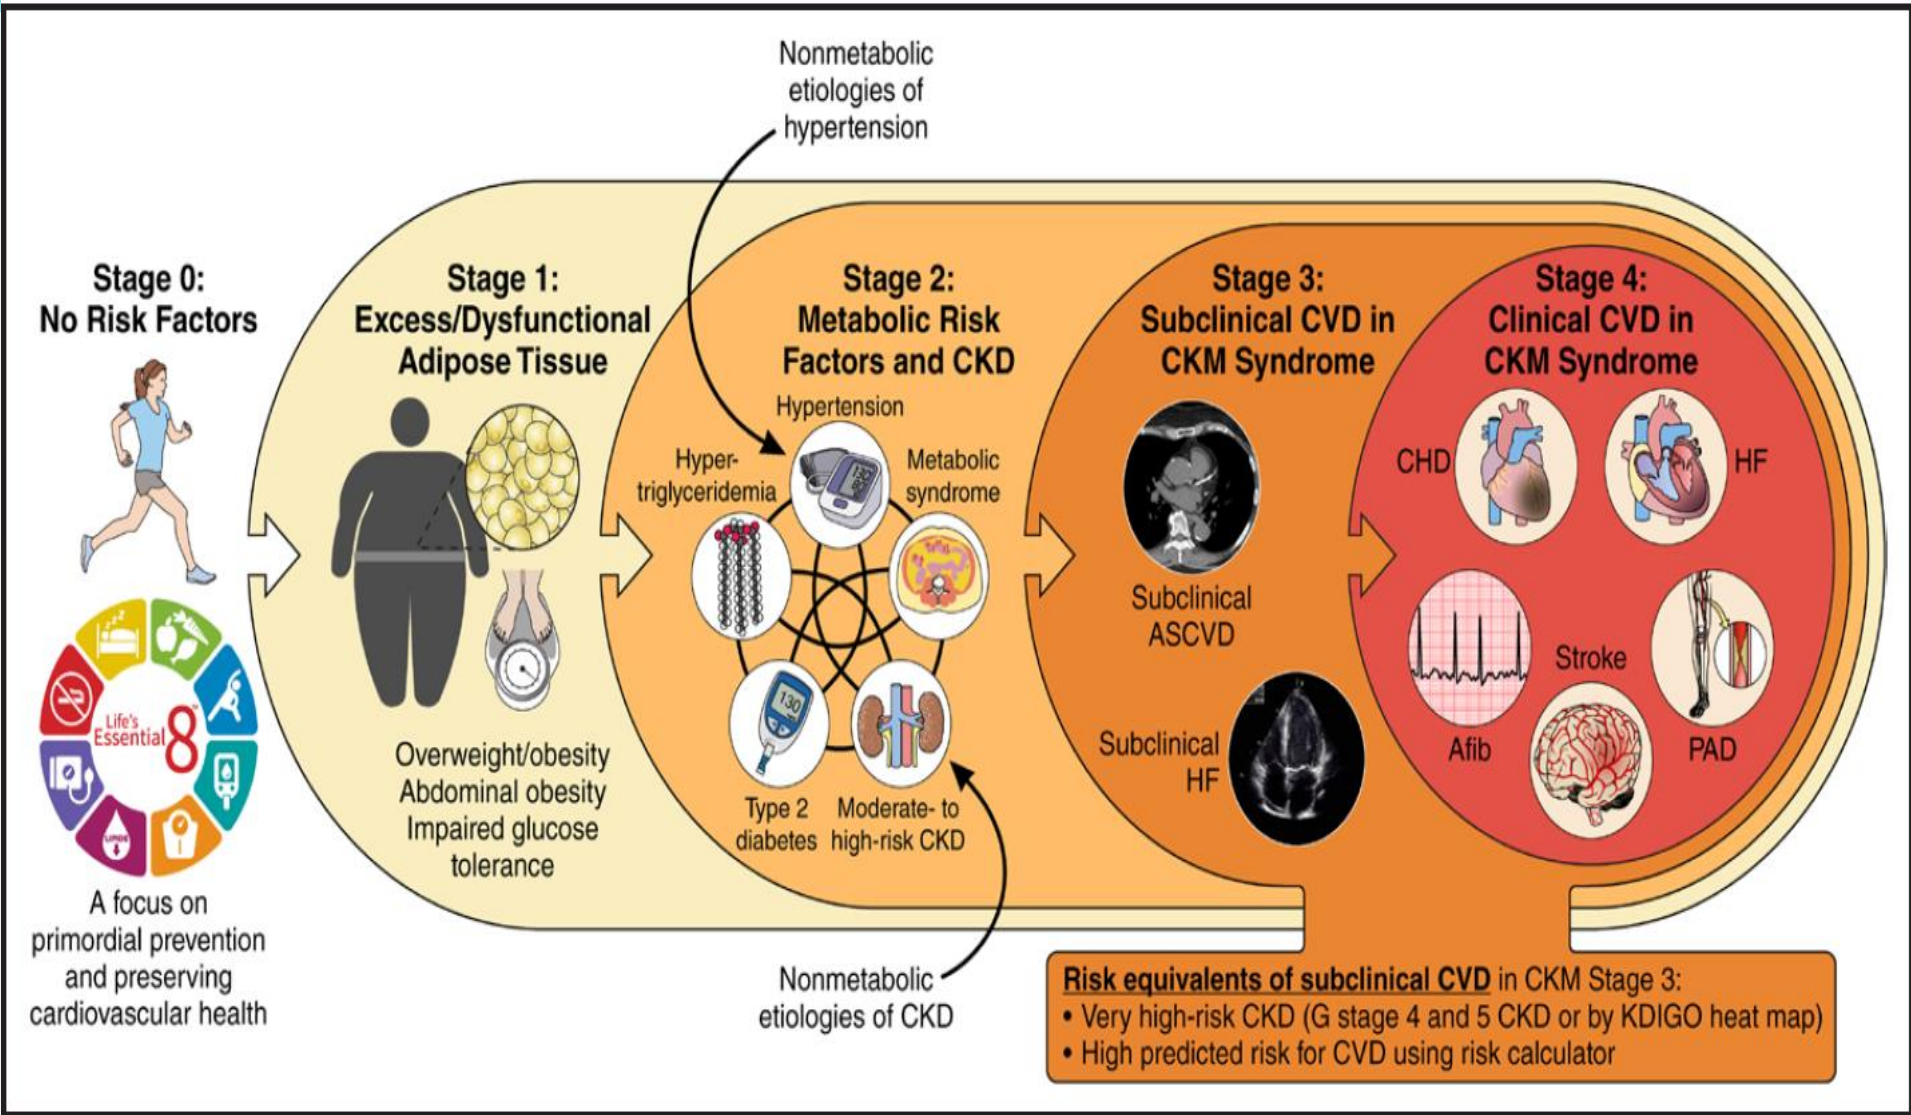 Nonmetabolic
etiologies of
hypertension
Stage 0:
No Risk Factors
Life's
Essential 8™
LIPIDS
A focus on
primordial prevention
and preserving
cardiovascular health
Stage 1:
Excess/Dysfunctional
Adipose Tissue
Overweight/obesity
Abdominal obesity
Impaired glucose
tolerance
Stage 2:
Metabolic Risk
Factors and CKD
Hypertension
Hyper-
triglyceridemia
Metabolic
syndrome
130
80
130
Type 2
diabetes
Moderate- to
high-risk CKD
Nonmetabolic
etiologies of CKD
Stage 3:
Subclinical CVD in
CKM Syndrome
Subclinical
ASCVD
Subclinical
HF
Stage 4:
Clinical CVD in
CKM Syndrome
CHD
HF
Afib
Stroke
PAD
Risk equivalents of subclinical CVD in CKM Stage 3:
• Very high-risk CKD (G stage 4 and 5 CKD or by KDIGO heat map)
• High predicted risk for CVD using risk calculator